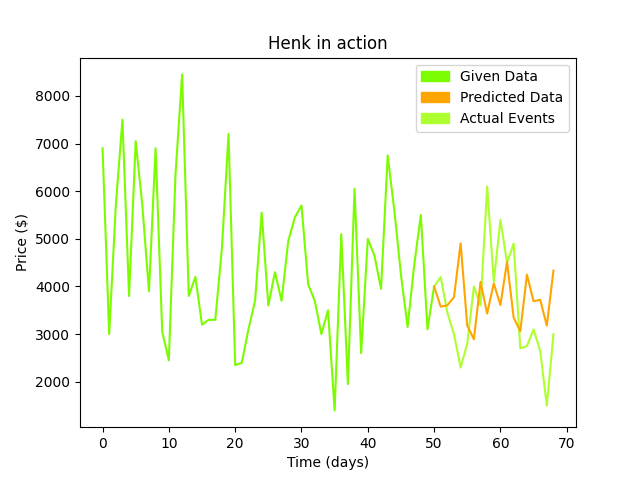 Henk in action
Given Data
Predicted Data
Actual Events
Price ($)
8000
7000
6000
5000
4000
3000
2000
0 10 20 30 40 50 60 70
Time (days)